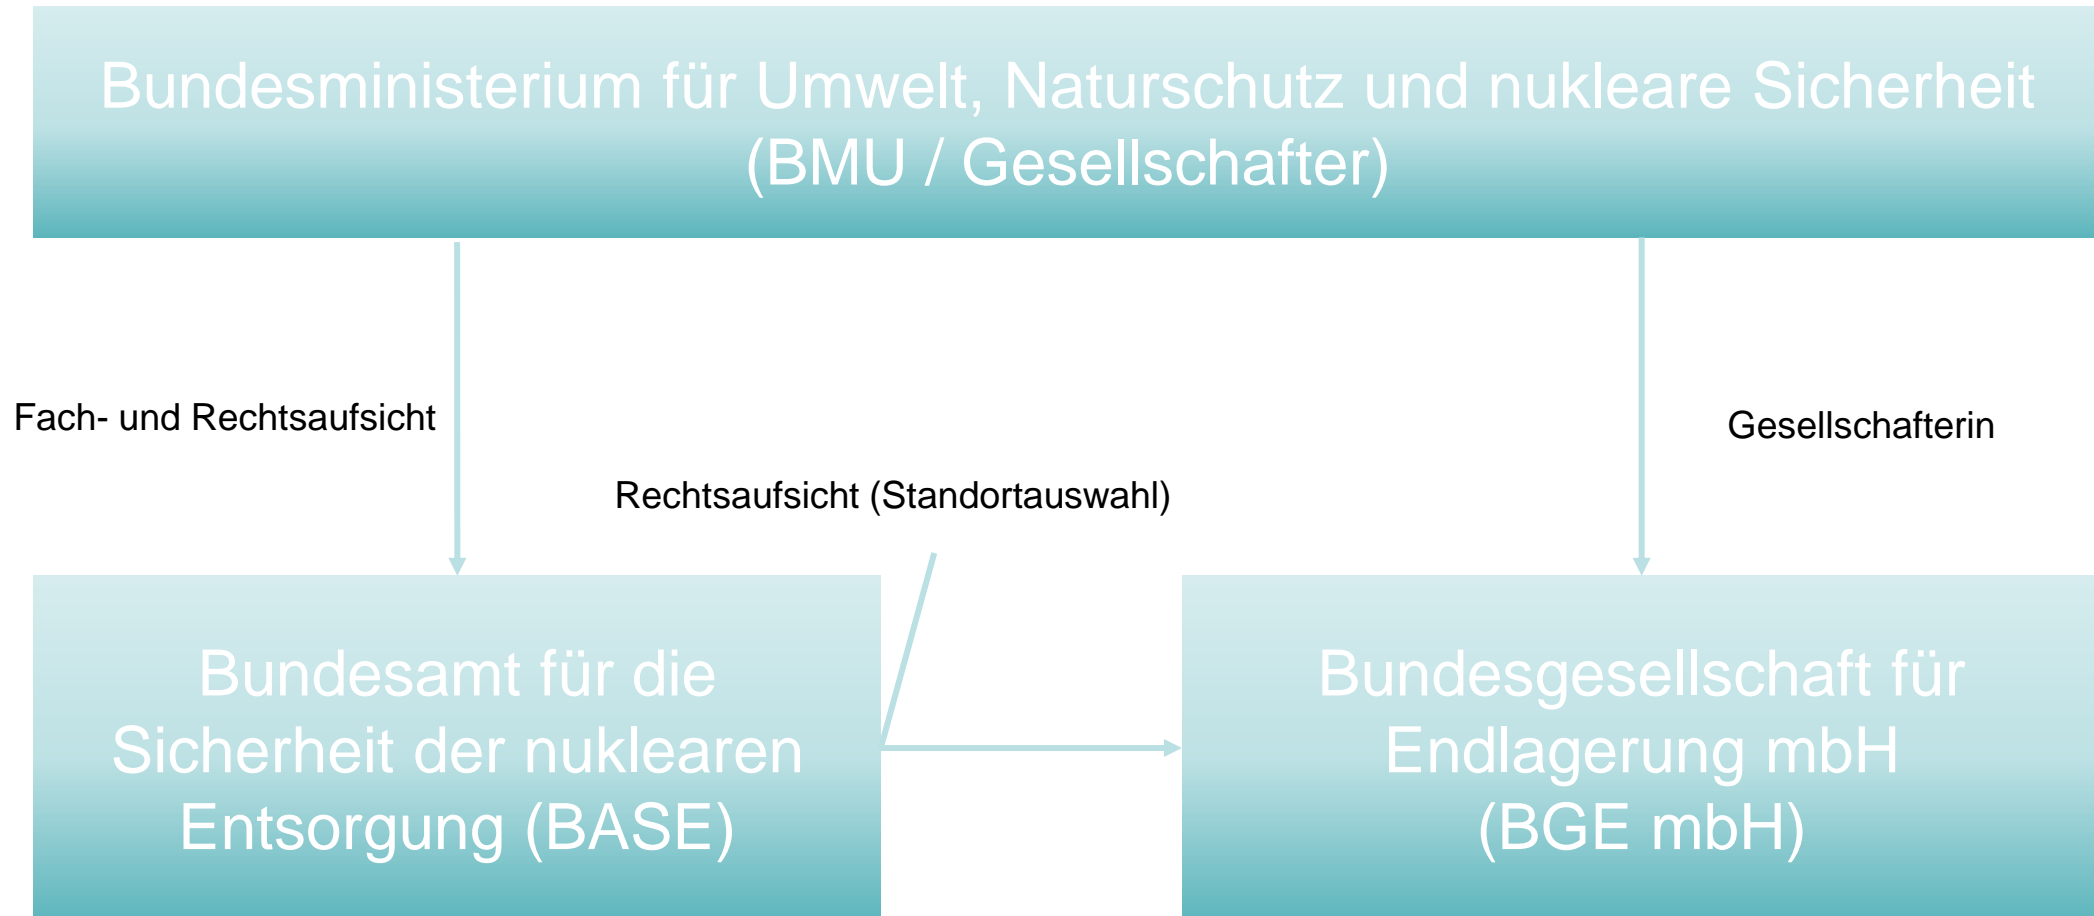 Bundesministerium für Umwelt, Naturschutz und nukleare Sicherheit
(BMU / Gesellschafter)
Fach- und Rechtsaufsicht
Gesellschafterin
Rechtsaufsicht (Standortauswahl)
Bundesamt für die
Sicherheit der nuklearen
Entsorgung (BASE)
Bundesgesellschaft für
Endlagerung mbH
(BGE mbH)